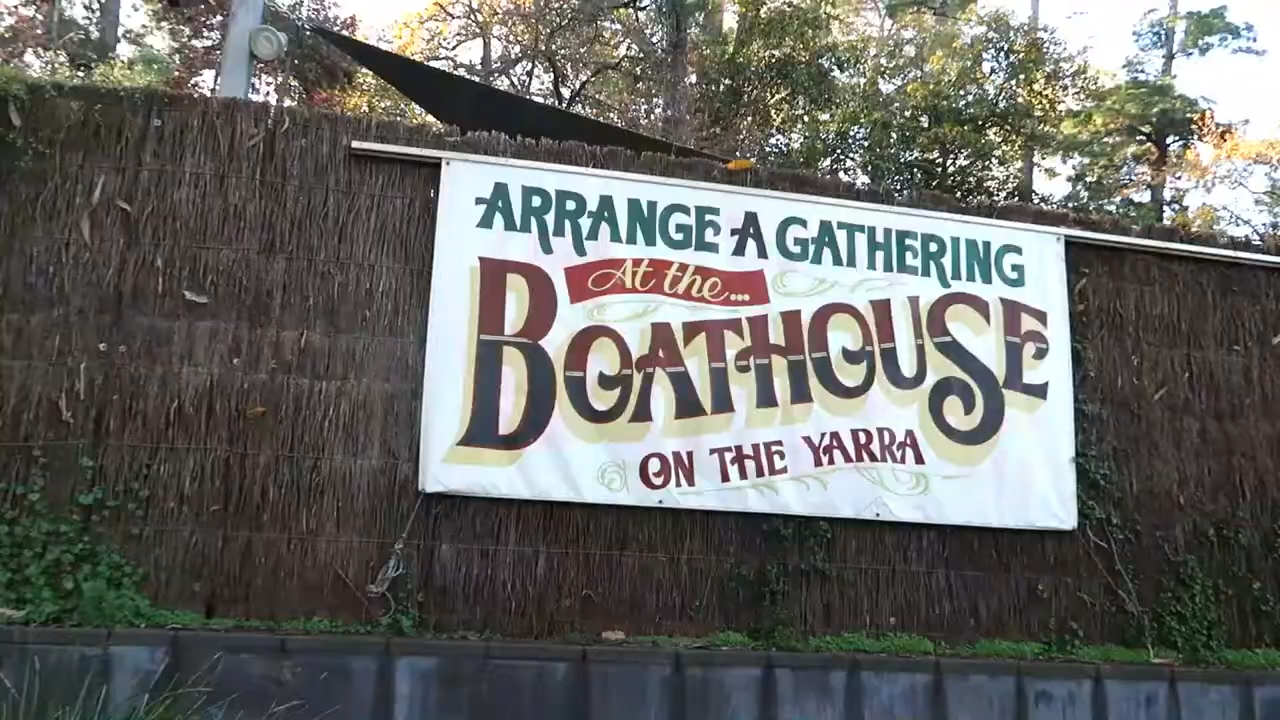 ARRANGE A GATHERING
At the...
BOATHOUSE
ON THE YARRA